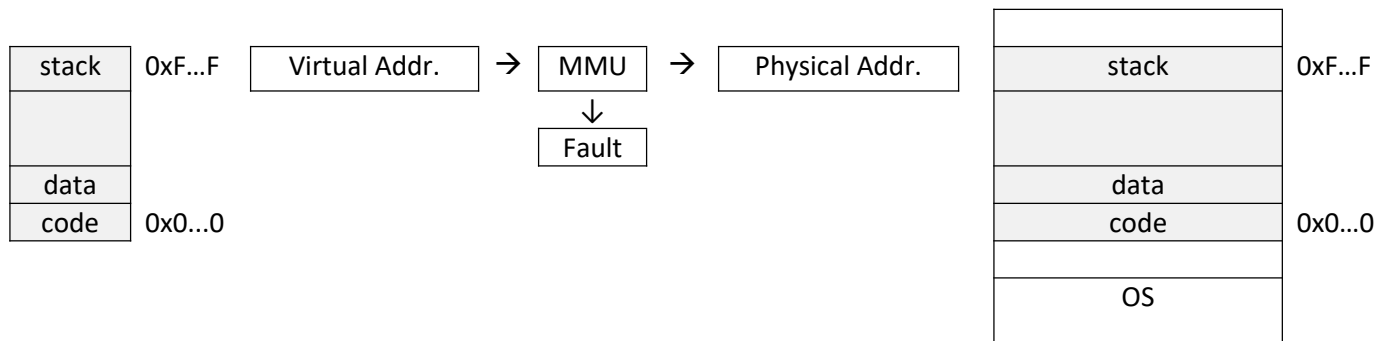 stack 0xF…F Virtual Addr. → MMU → Physical Addr. stack 0xF…F
↓
Fault
data data
code 0x0...0 code 0x0…0
OS